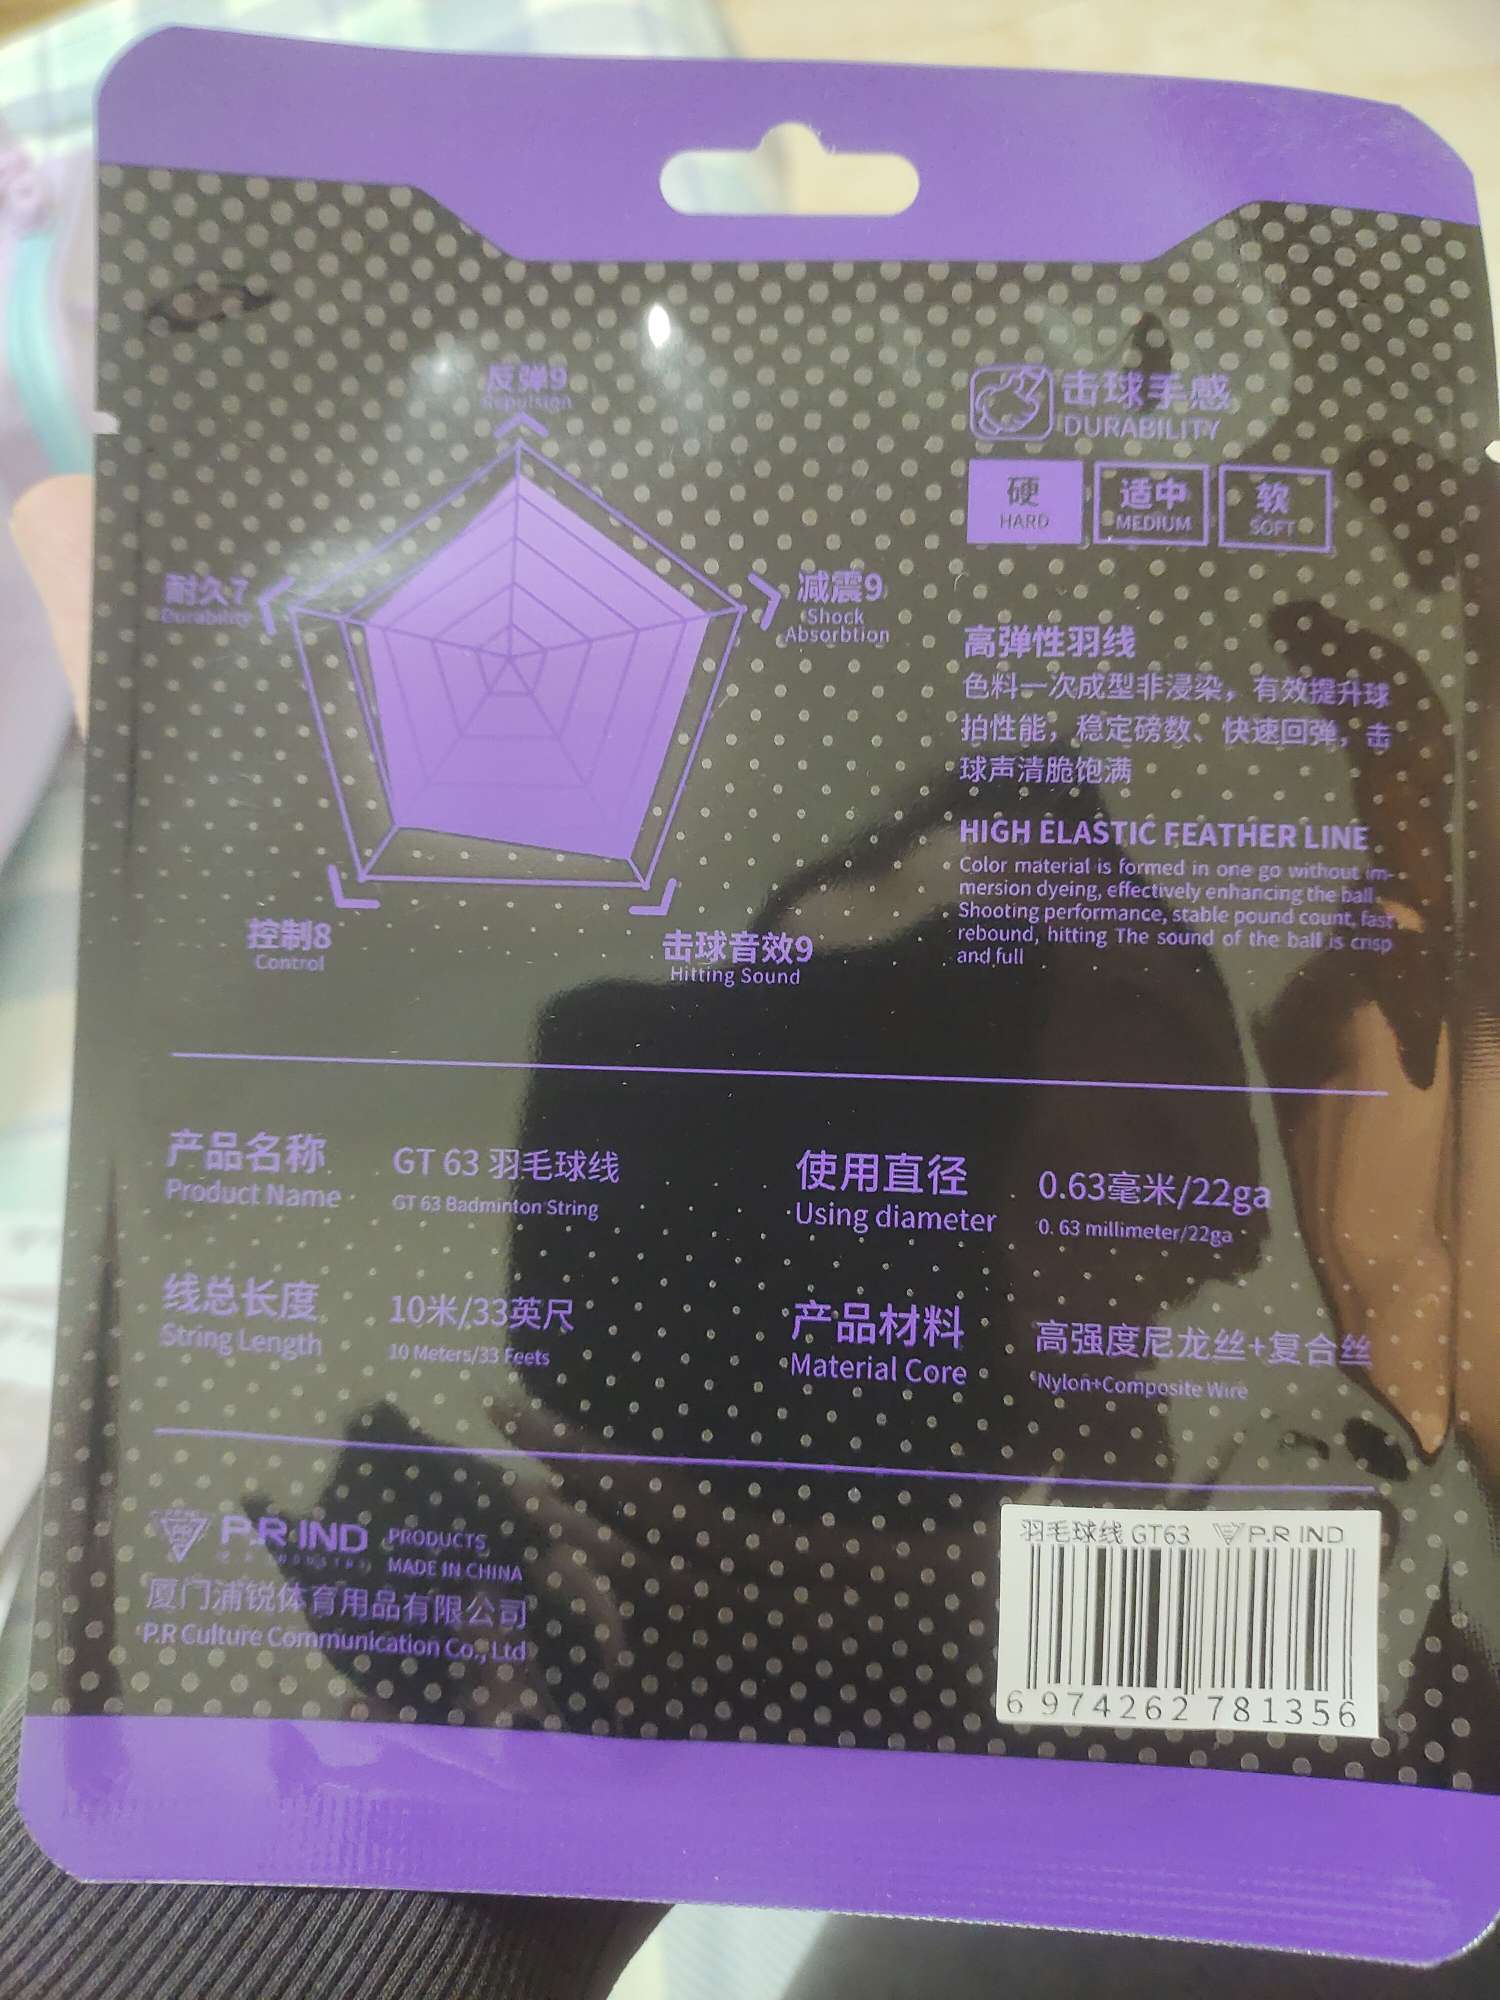 反弹9
Repulsion
耐久7
Durability
减震9
Shock
Absorbtion
控制8
Control
击球音效9
Hitting Sound
击球手感
DURABILITY
硬
HARD
适中
MEDIUM
软
SOFT
高弹性羽线
色料一次成型非浸染，有效提升球
拍性能，稳定磅数、快速回弹，击
球声清脆饱满
HIGH ELASTIC FEATHER LINE
Color material is formed in one go without im-
mersion dyeing, effectively enhancing the ball
Shooting performance, stable pound count, fast
rebound, hitting The sound of the ball is crisp
and full
产品名称
Product Name
GT 63 羽毛球线
GT 63 Badminton String
使用直径
Using diameter
0.63毫米/22ga
0. 63 millimeter/22ga
线总长度
String Length
10米/33英尺
10 Meters/33 Feets
产品材料
Material Core
高强度尼龙丝+复合丝
Nylon+Composite Wire
P.R IND
PRODUCTS
MADE IN CHINA
厦门浦锐体育用品有限公司
P.R Culture Communication Co., Ltd
羽毛球线 GT63 P.R IND
6 974262 781356